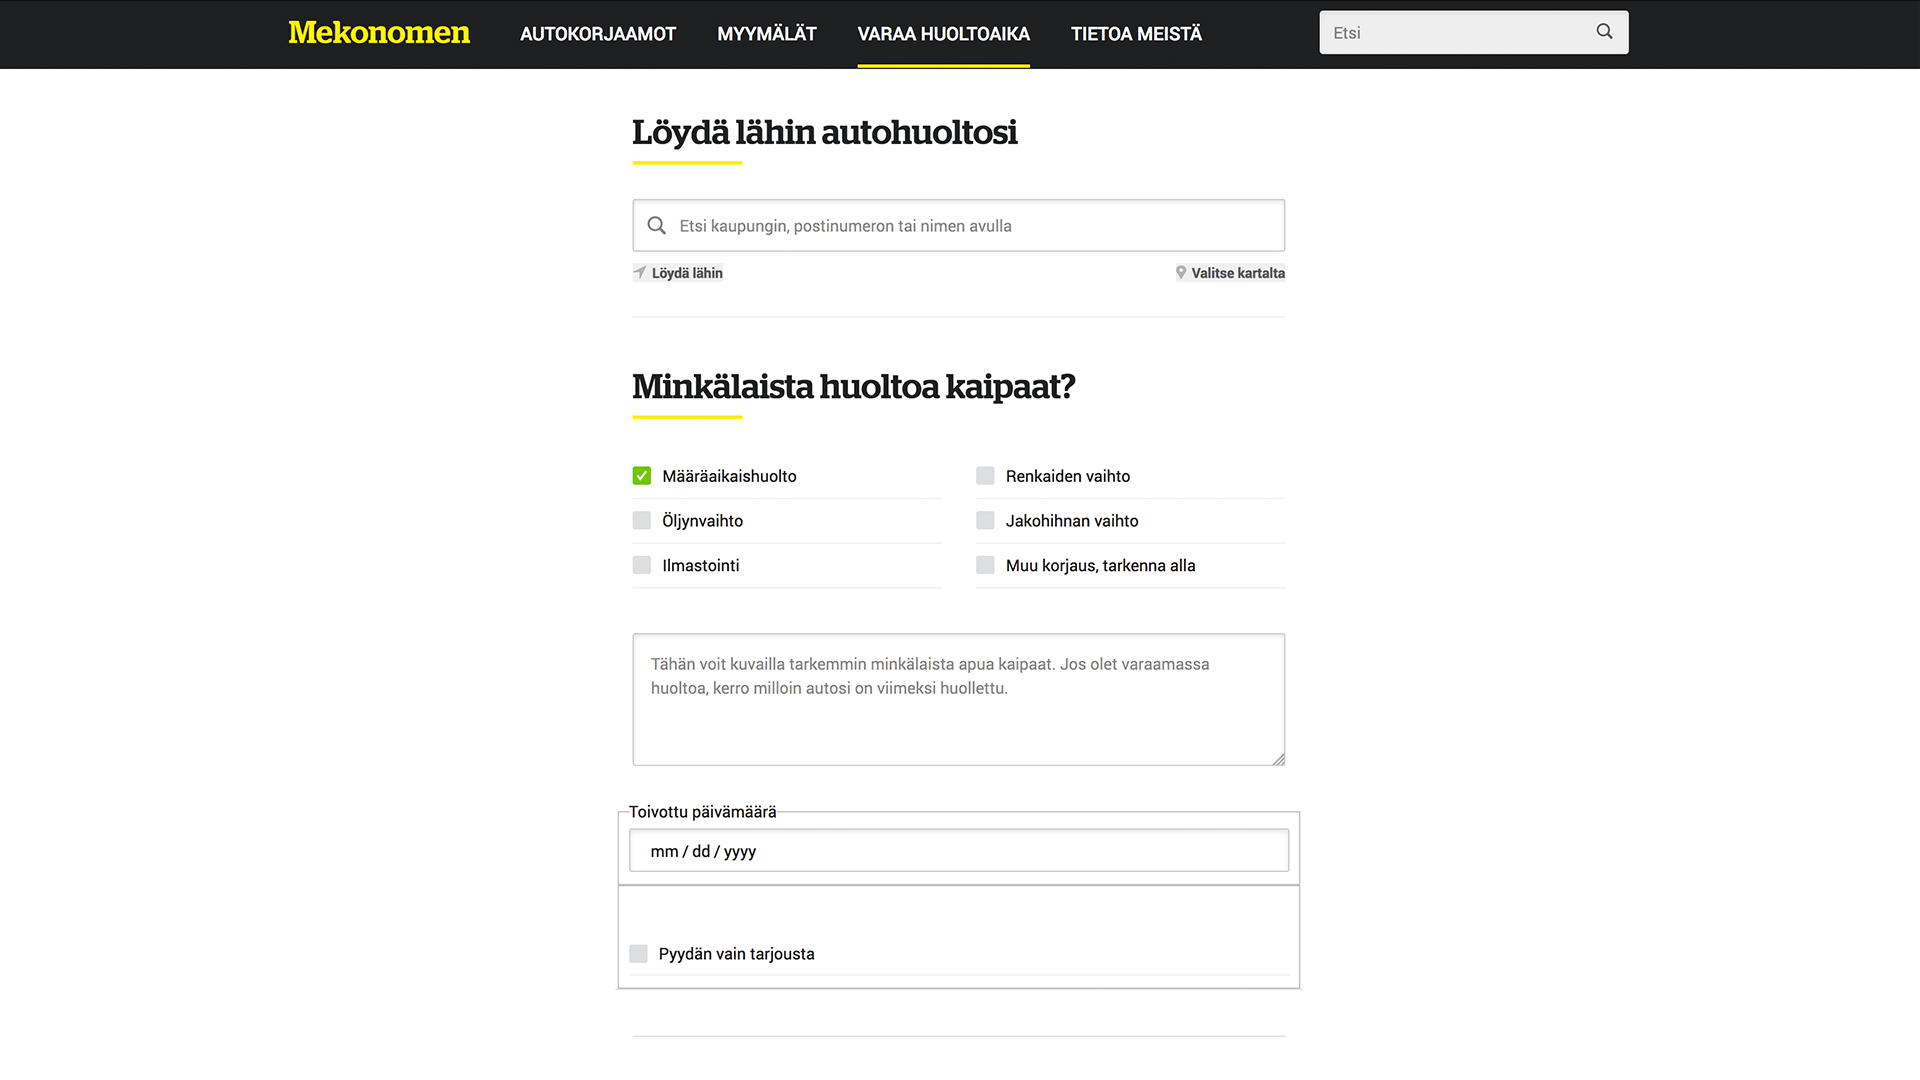 Mekonomen
AUTOKORJAAMOT
MYYMÄLÄT
VARAA HUOLTOAIKA
TIETOA MEISTÄ
Etsi
Löydä lähin autohuoltosi
Etsi kaupungin, postinumeron tai nimen avulla
Löydä lähin
Valitse kartalta
Minkälaista huoltoa kaipaat?
Määräaikaishuolto
Renkaiden vaihto
Öljynvaihto
Jakohihnan vaihto
Ilmastointi
Muu korjaus, tarkenna alla
Tähän voit kuvailla tarkemmin minkälaista apua kaipaat. Jos olet varaamassa
huoltoa, kerro milloin autosi on viimeksi huollettu.
Toivottu päivämäärä
mm / dd / yyyy
Pyydän vain tarjousta